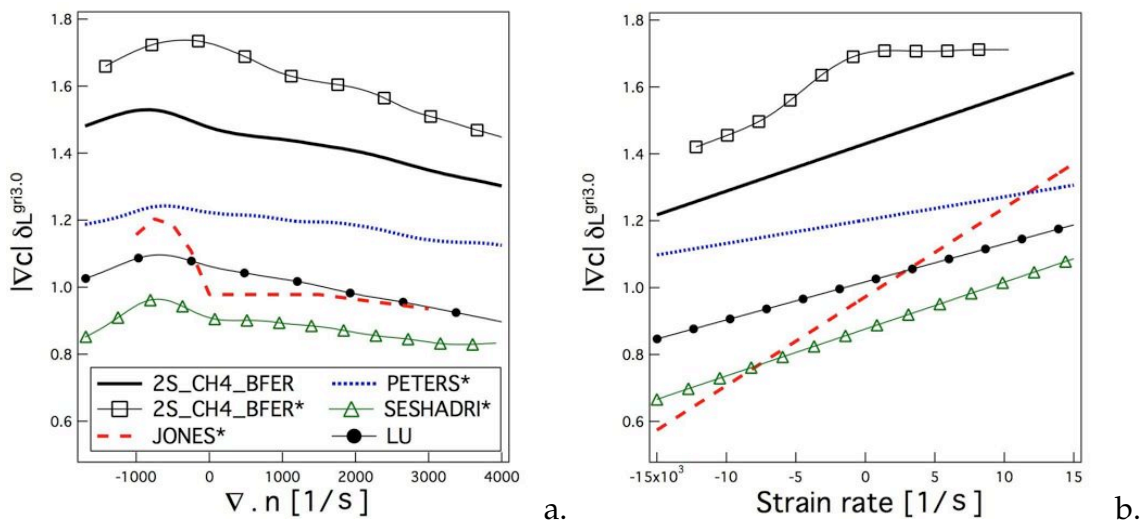 1.8
1.6
1.4
1.2
1.0
0.8
0.6
|∇c| δL^gri3.0
2S_CH4_BFER
2S_CH4_BFER*
JONES*
PETERS*
SESHADRI*
LU
-1000 0 1000 2000 3000 4000
∇ . n [1/s]
a.
1.8
1.6
1.4
1.2
1.0
0.8
0.6
|∇c| δL^gri3.0
-15x10³ -10 -5 0 5 10 15
Strain rate [1/s]
b.